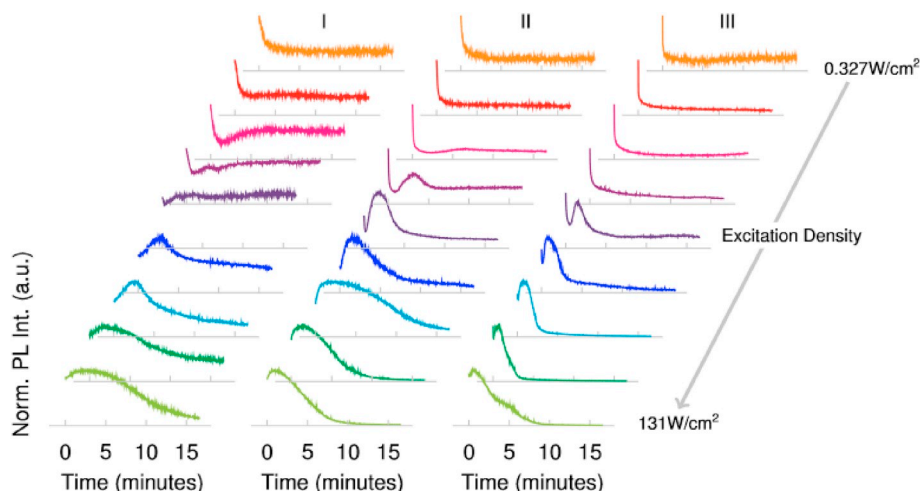 I II III
0.327W/cm²
Excitation Density
131W/cm²
Norm. PL Int. (a.u.)
0 5 10 15 0 5 10 15 0 5 10 15
Time (minutes) Time (minutes) Time (minutes)